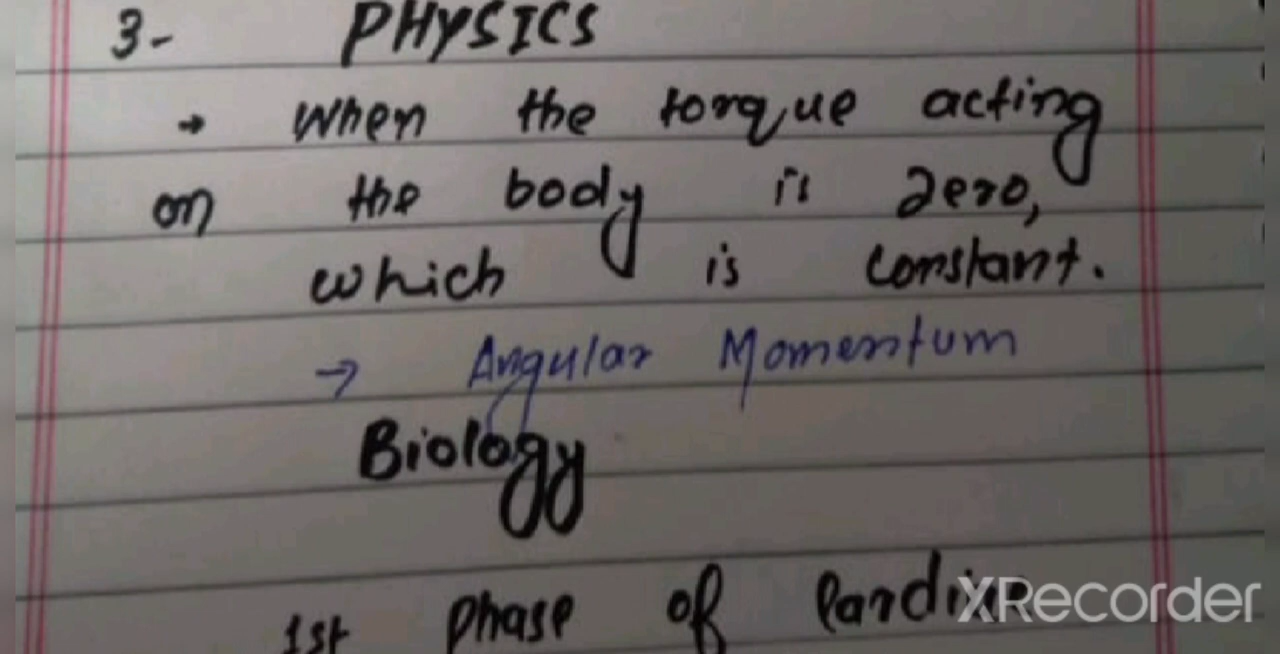 3- PHYSICS
→ When the torque acting
on the body is zero,
which is constant.
→ Angular Momentum
Biology
1st phase of
XRecorder